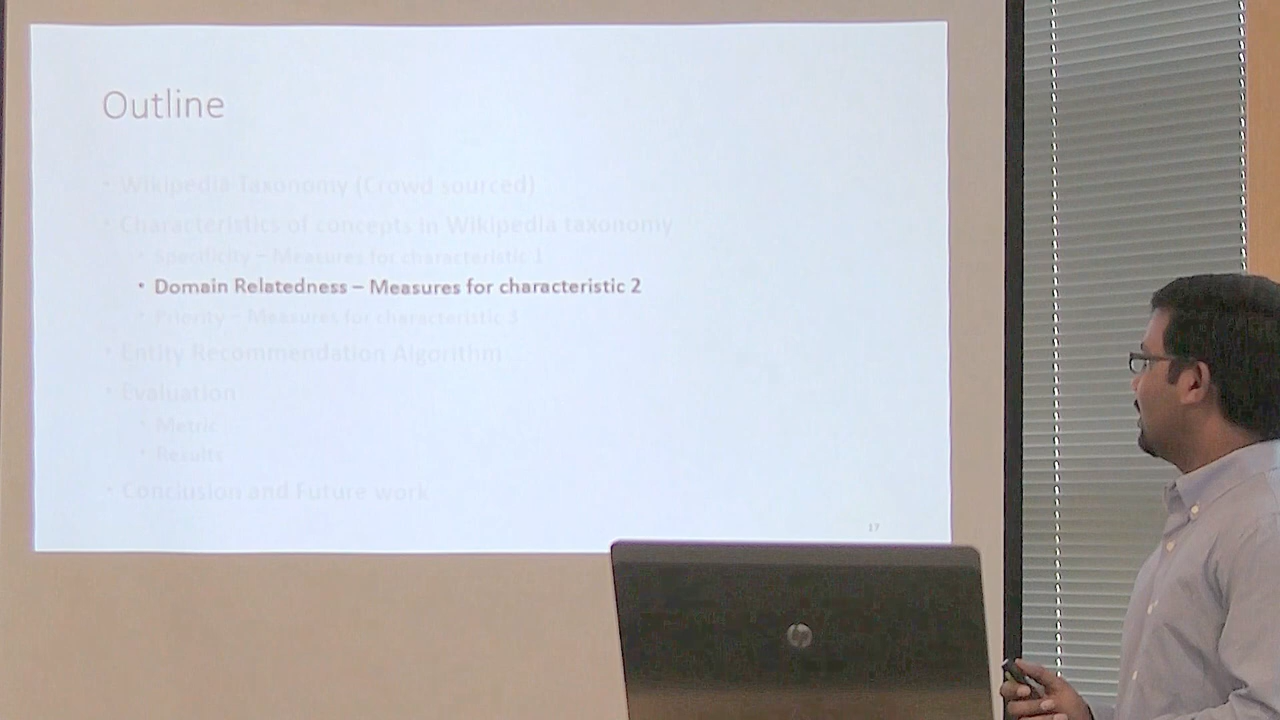 Outline
• Wikipedia Taxonomy (Crowd sourced)
• Characteristics of concepts in Wikipedia taxonomy
• Specificity – Measures for characteristic 1
• Domain Relatedness – Measures for characteristic 2
• Priority – Measures for characteristic 3
• Entity Recommendation Algorithm
• Evaluation
• Metric
• Results
• Conclusion and Future work
17
hp